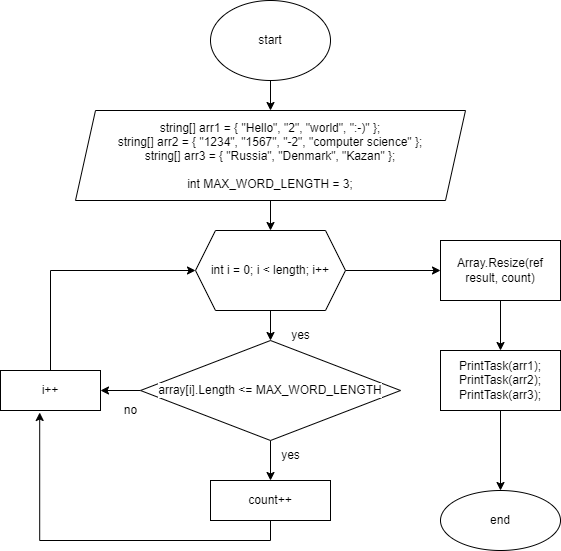 start
string[] arr1 = { "Hello", "2", "world", ":-)" };
string[] arr2 = { "1234", "1567", "-2", "computer science" };
string[] arr3 = { "Russia", "Denmark", "Kazan" };
int MAX_WORD_LENGTH = 3;
int i = 0; i < length; i++
Array.Resize(ref
result, count)
yes
array[i].Length <= MAX_WORD_LENGTH
i++
no
PrintTask(arr1);
PrintTask(arr2);
PrintTask(arr3);
yes
count++
end